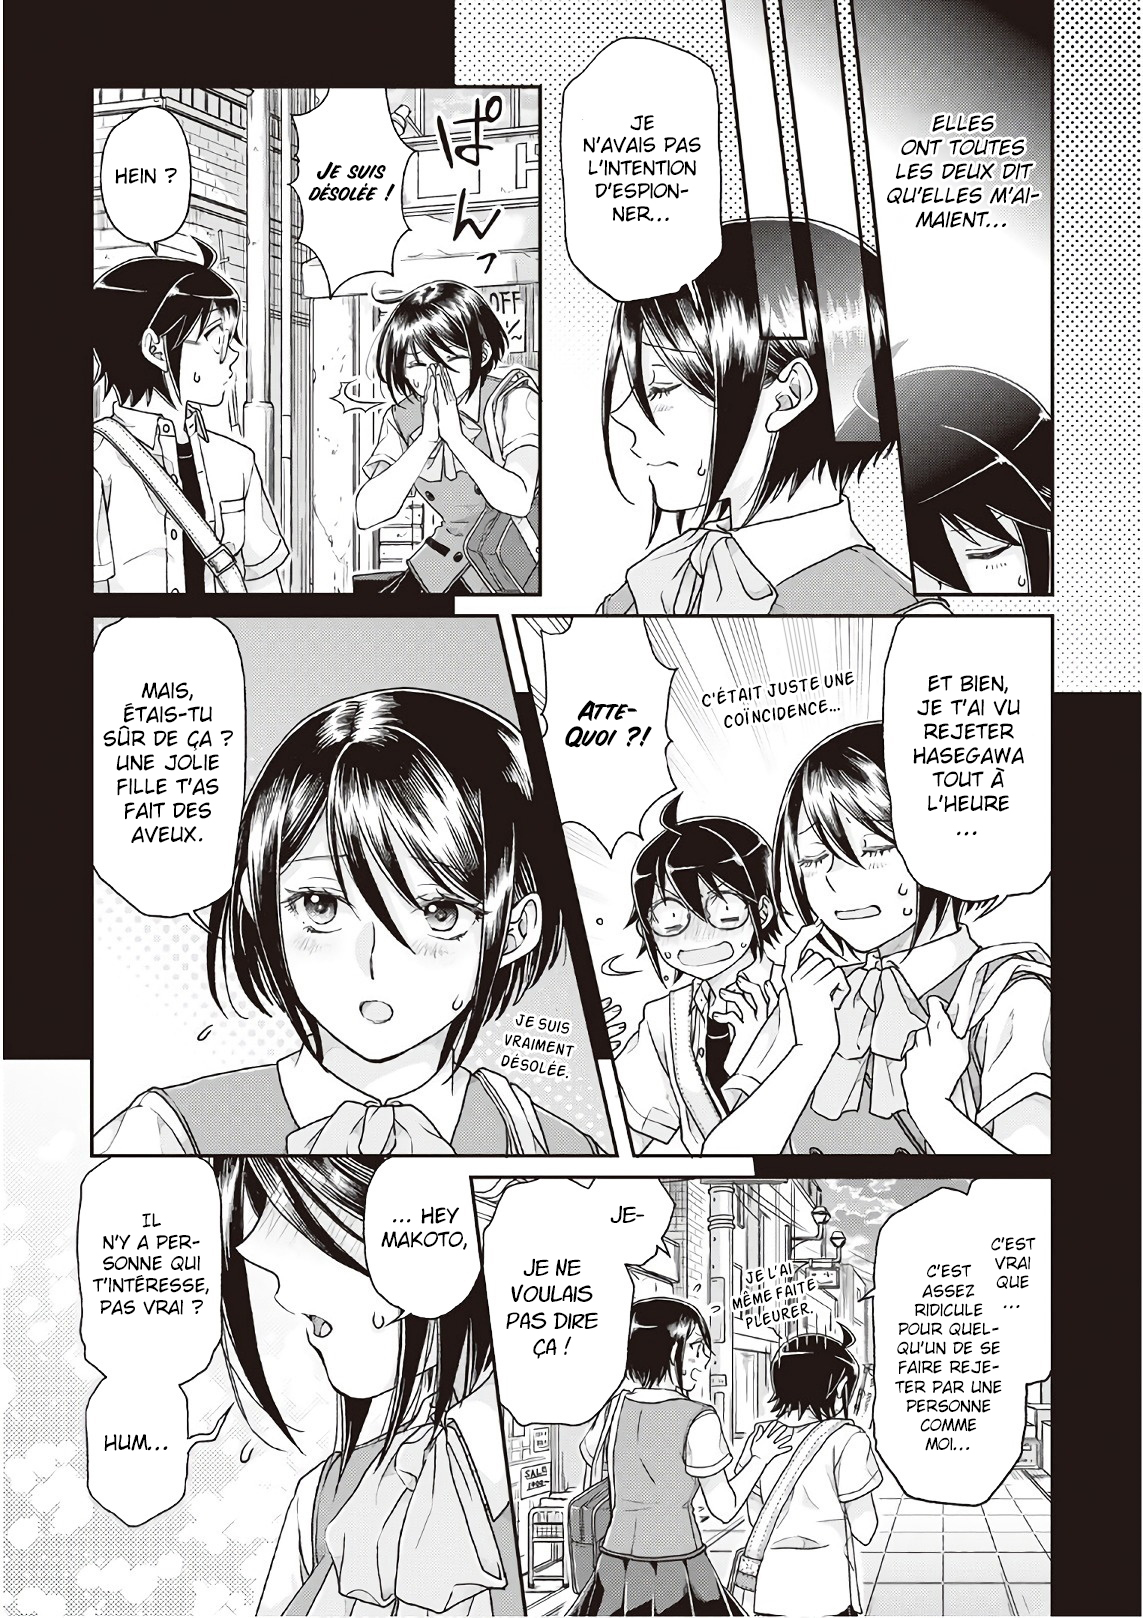 ELLES
ONT TOUTES
LES DEUX DIT
QU'ELLES M'AI-
MAIENT...
JE
N'AVAIS PAS
L'INTENTION
D'ESPION-
NER...
ぱんっ
JE SUIS
DÉSOLÉE !
HEIN ?
OFF
ET BIEN,
JE T'AI VU
REJETER
HASEGAWA
TOUT À
L'HEURE
...
C'ÉTAIT JUSTE UNE
COÏNCIDENCE...
ATTE-
QUOI ?!
MAIS,
ÉTAIS-TU
SÛR DE ÇA ?
UNE JOLIE
FILLE T'AS
FAIT DES
AVEUX.
JE SUIS
VRAIMENT
DÉSOLÉE.
C'EST
VRAI
QUE
...
C'EST
ASSEZ
RIDICULE
POUR QUEL-
QU'UN DE SE
FAIRE REJE-
TER PAR UNE
PERSONNE
COMME
MOI...
JE L'AI
MÊME FAITE
PLEURER.
JE-
JE NE
VOULAIS
PAS DIRE
ÇA !
SALE
... HEY
MAKOTO,
IL
N'Y A PER-
SONNE QUI
T'INTÉRESSE,
PAS VRAI ?
HUM...